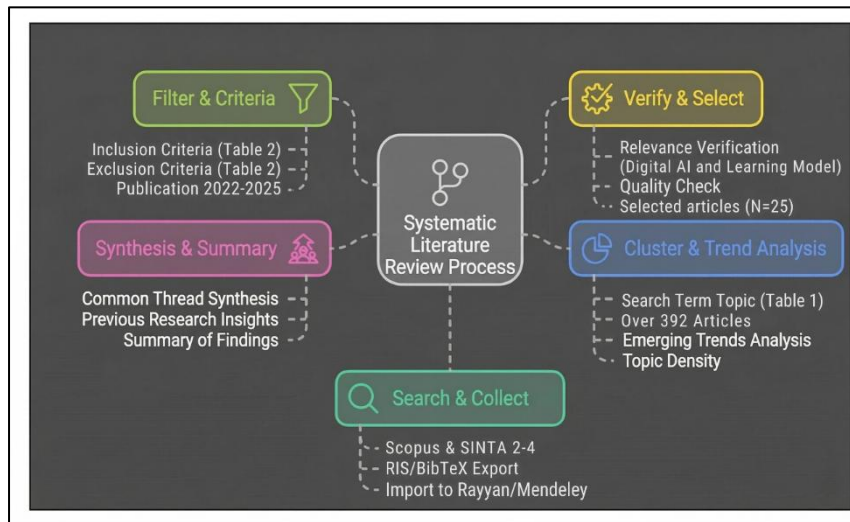 Filter & Criteria
Inclusion Criteria (Table 2)
Exclusion Criteria (Table 2)
Publication 2022-2025
Verify & Select
Relevance Verification
(Digital AI and Learning Model)
Quality Check
Selected articles (N=25)
Systematic
Literature
Review Process
Synthesis & Summary
Common Thread Synthesis
Previous Research Insights
Summary of Findings
Cluster & Trend Analysis
Search Term Topic (Table 1)
Over 392 Articles
Emerging Trends Analysis
Topic Density
Search & Collect
Scopus & SINTA 2-4
RIS/BibTeX Export
Import to Rayyan/Mendeley